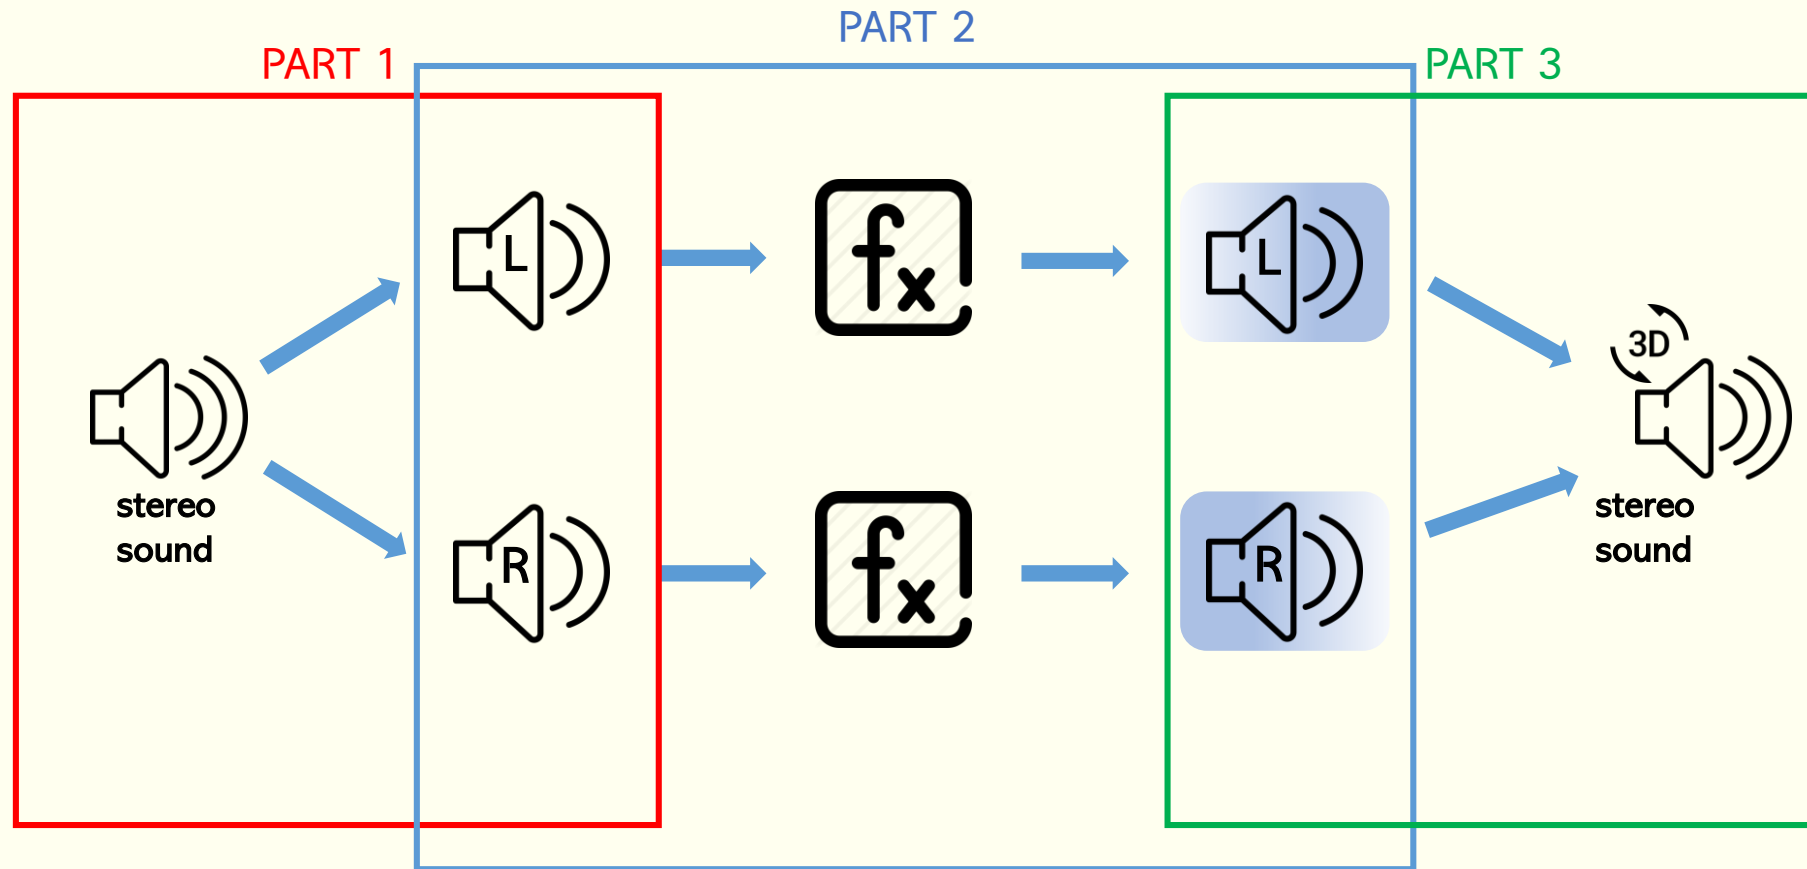 PART 2
PART 1
PART 3
L
fx
L
3D
stereo
sound
stereo
sound
R
fx
R